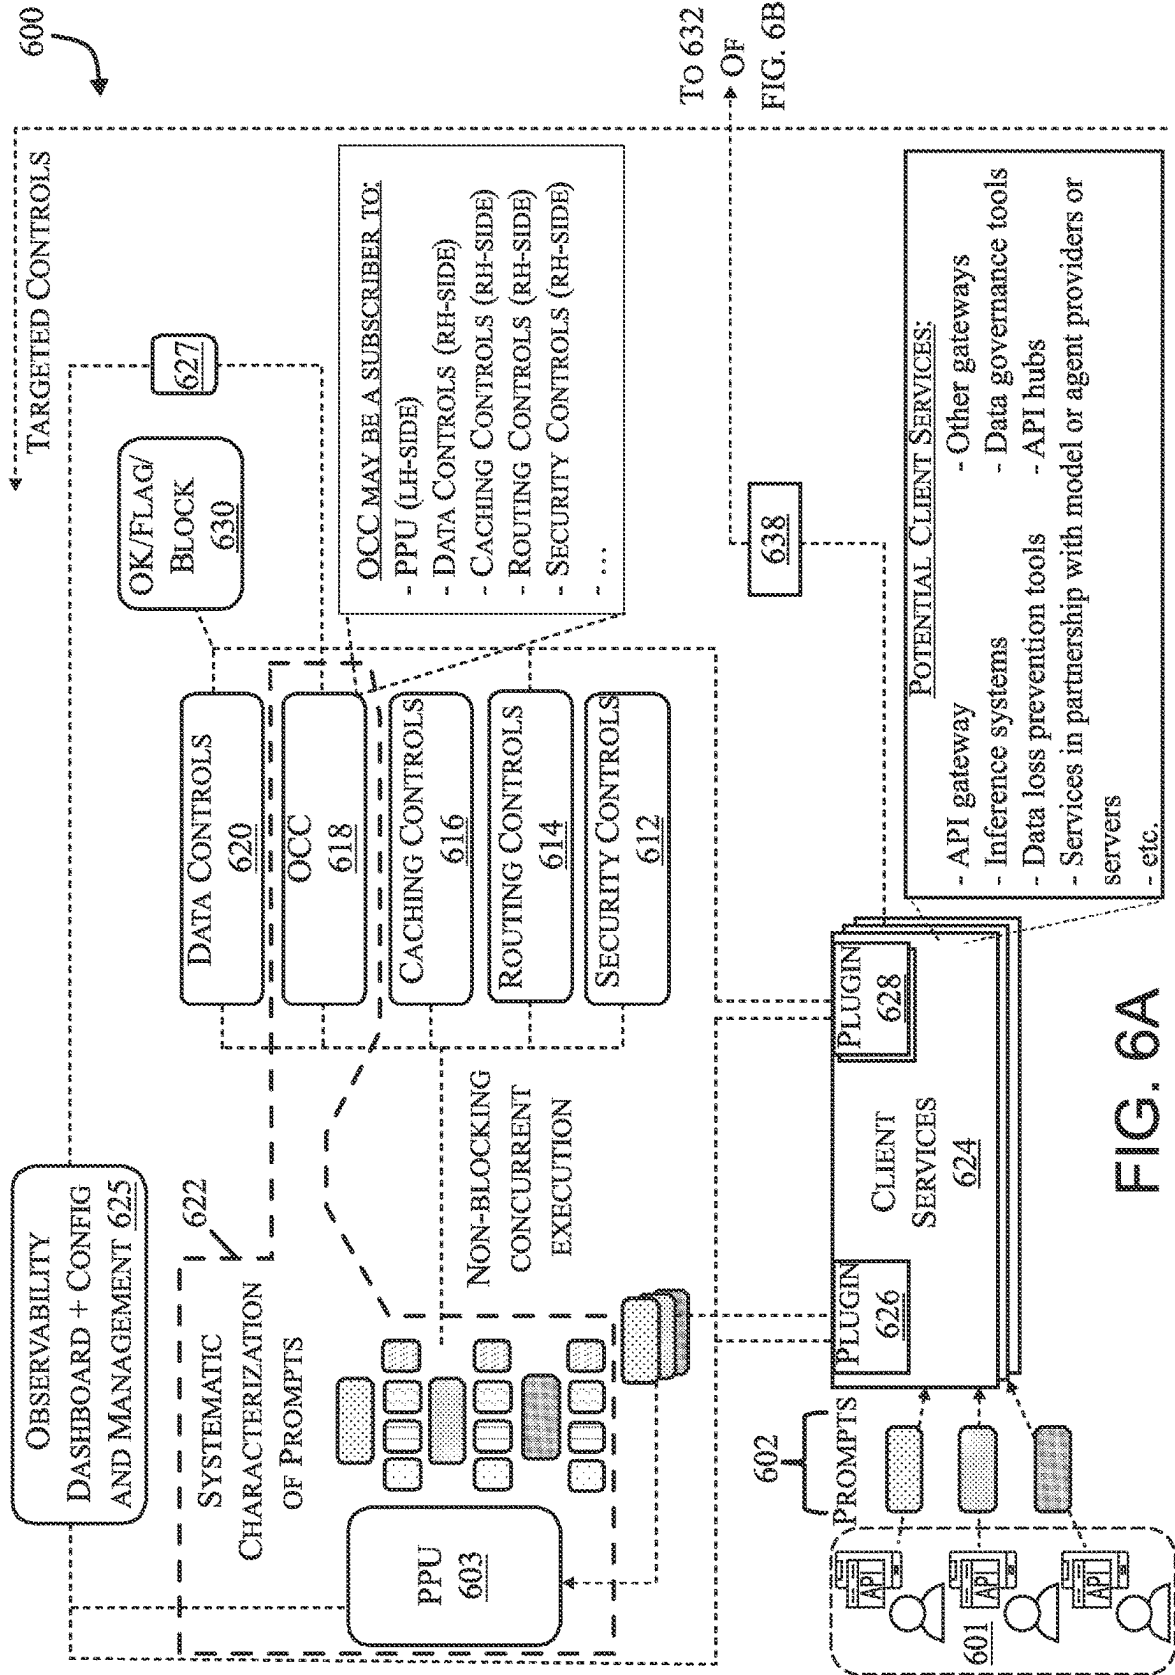 600
TARGETED CONTROLS
OBSERVABILITY
DASHBOARD + CONFIG
AND MANAGEMENT 625
627
OK/FLAG/
BLOCK
630
622
SYSTEMATIC
CHARACTERIZATION
OF PROMPTS
PPU
603
NON-BLOCKING
CONCURRENT
EXECUTION
DATA CONTROLS
620
OCC
618
CACHING CONTROLS
616
ROUTING CONTROLS
614
SECURITY CONTROLS
612
OCC MAY BE A SUBSCRIBER TO:
- PPU (LH-SIDE)
- DATA CONTROLS (RH-SIDE)
- CACHING CONTROLS (RH-SIDE)
- ROUTING CONTROLS (RH-SIDE)
- SECURITY CONTROLS (RH-SIDE)
- ...
TO 632
OF
FIG. 6B
638
602
PROMPTS
API
API
API
601
PLUGIN
626
CLIENT
SERVICES
624
PLUGIN
628
POTENTIAL CLIENT SERVICES:
- API gateway - Other gateways
- Inference systems - Data governance tools
- Data loss prevention tools - API hubs
- Services in partnership with model or agent providers or
servers
- etc.
FIG. 6A